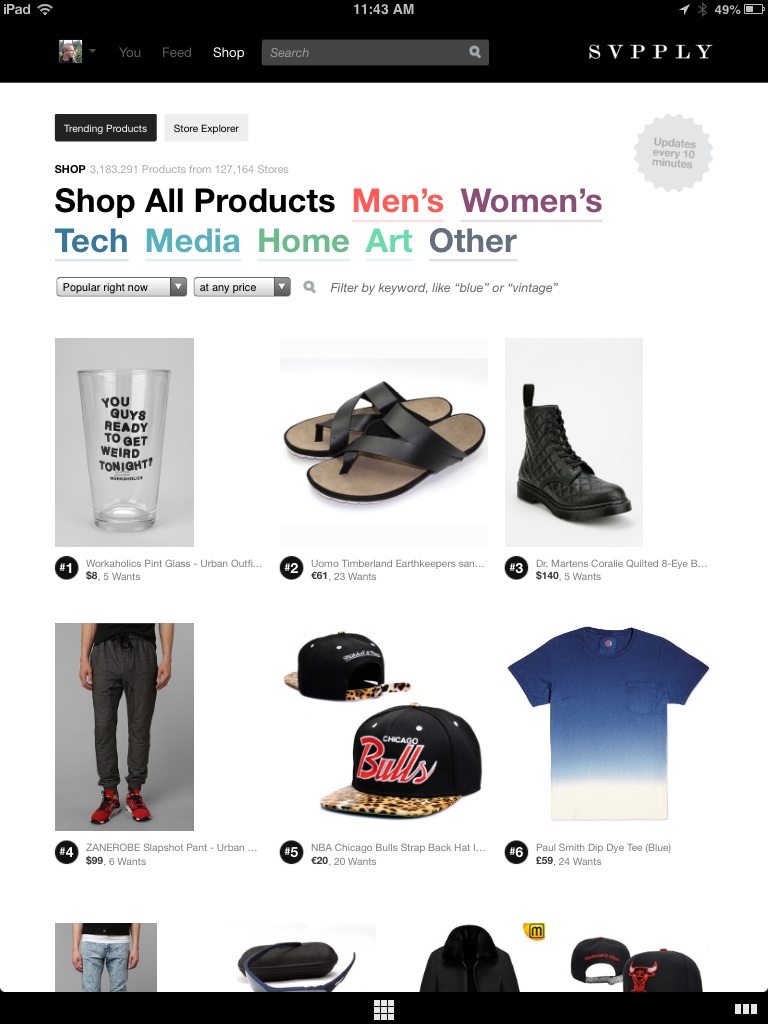 iPad 11:43 AM 49%
You Feed Shop Search SVPPLY
Trending Products Store Explorer
Updates
every 10
minutes
SHOP 3,183,291 Products from 127,164 Stores
Shop All Products Men's Women's
Tech Media Home Art Other
Popular right now at any price Filter by keyword, like “blue” or “vintage”
YOU
GUYS
READY
TO GET
WEIRD
TONIGHT?
WORKAHOLICS
#1 Workaholics Pint Glass - Urban Outfi...
$8, 5 Wants
#2 Uomo Timberland Earthkeepers san...
€61, 23 Wants
#3 Dr. Martens Coralie Quilted 8-Eye B...
$140, 5 Wants
CHICAGO
Bulls
#4 ZANEROBE Slapshot Pant - Urban ...
$99, 6 Wants
#5 NBA Chicago Bulls Strap Back Hat I...
€20, 20 Wants
#6 Paul Smith Dip Dye Tee (Blue)
£59, 24 Wants
m